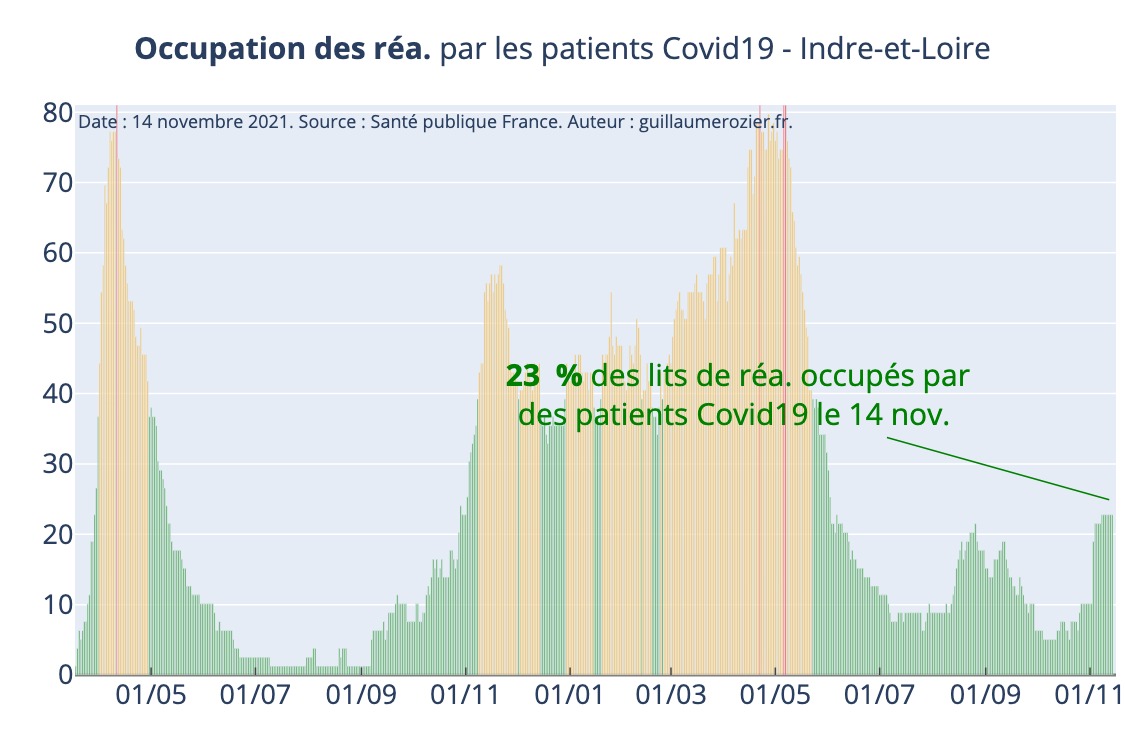 Occupation des réa. par les patients Covid19 - Indre-et-Loire
80
Date : 14 novembre 2021. Source : Santé publique France. Auteur : guillaumerozier.fr.
70
60
50
23 % des lits de réa. occupés par
40
des patients Covid19 le 14 nov.
30
20
10
0
01/05 01/07 01/09 01/11 01/01 01/03 01/05 01/07 01/09 01/11